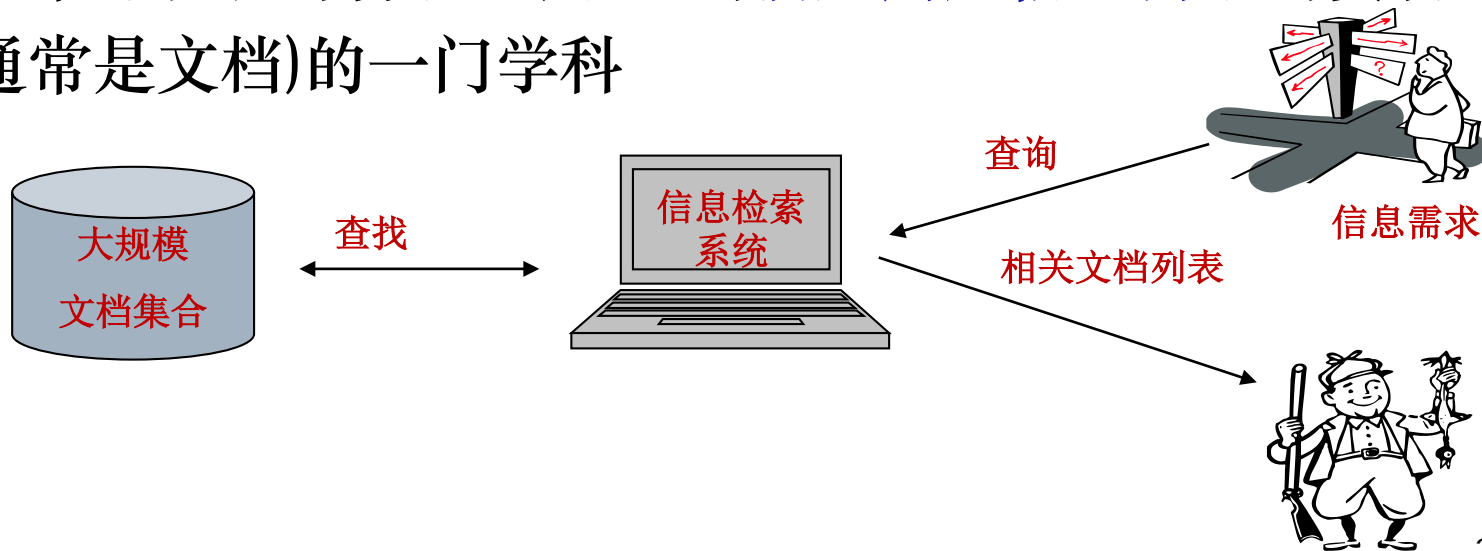 通常是文档)的一门学科
查询
信息检索
系统
查找
大规模
文档集合
相关文档列表
信息需求
?